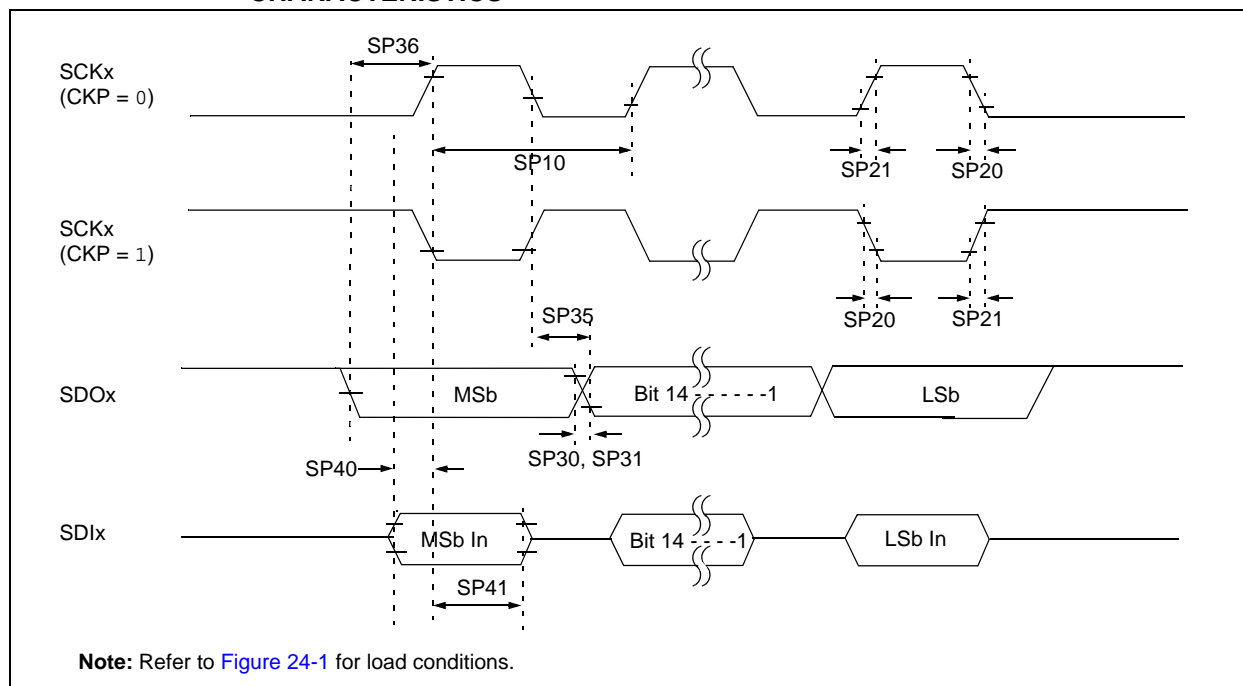 SP36
SCKx
(CKP = 0)
SP10
SP21
SP20
SCKx
(CKP = 1)
SP35
SP20
SP21
SDOx
MSb
Bit 14 - - - - - -1
LSb
SP30, SP31
SP40
SDIx
MSb In
Bit 14 - - - -1
LSb In
SP41
Note: Refer to Figure 24-1 for load conditions.